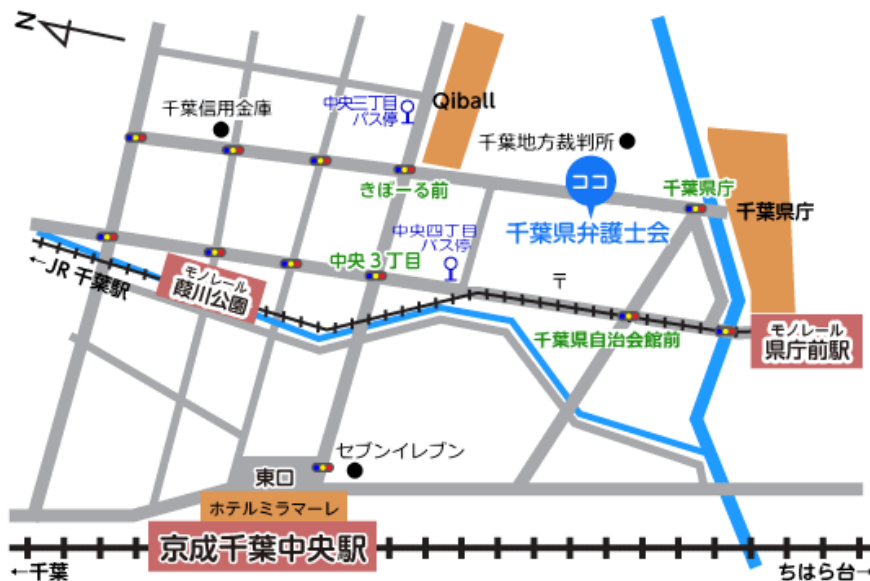 N
千葉信用金庫
中央三丁目
バス停
Qiball
千葉地方裁判所
ココ
千葉県庁
千葉県庁
きぼーる前
千葉県弁護士会
中央四丁目
バス停
中央3丁目
←JR 千葉駅
モノレール
葭川公園
〒
千葉県自治会館前
モノレール
県庁前駅
セブンイレブン
東口
ホテルミラマーレ
京成千葉中央駅
←千葉
ちはら台→